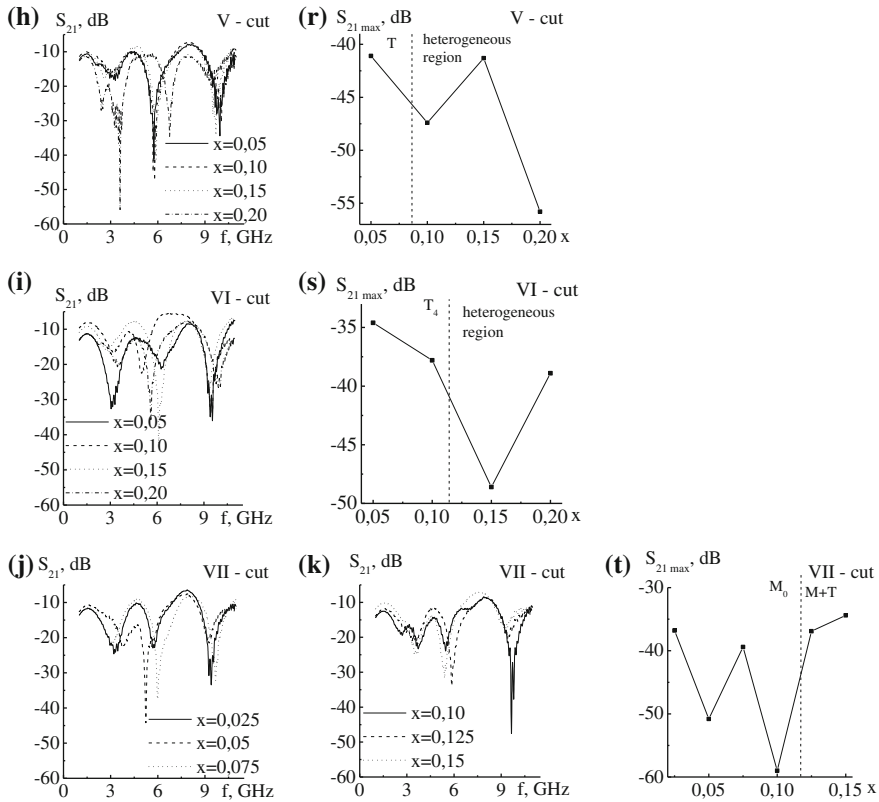 (h) S21, dB V - cut
-10
-20
-30
-40
-50
-60
x=0,05
x=0,10
x=0,15
x=0,20
0 3 6 9 f, GHz
(r) S21 max, dB V - cut
T heterogeneous
region
-40
-45
-50
-55
0,05 0,10 0,15 0,20 x
(i) S21, dB VI - cut
-10
-20
-30
-40
-50
-60
x=0,05
x=0,10
x=0,15
x=0,20
0 3 6 9 f, GHz
(s) S21 max, dB VI - cut
T4 heterogeneous
region
-35
-40
-45
-50
0,05 0,10 0,15 0,20 x
(j) S21, dB VII - cut
-10
-20
-30
-40
-50
-60
x=0,025
x=0,05
x=0,075
0 3 6 9 f, GHz
(k) S21, dB VII - cut
-10
-20
-30
-40
-50
-60
x=0,10
x=0,125
x=0,15
0 3 6 9 f, GHz
(t) S21 max, dB VII - cut
M0 M+T
-30
-40
-50
-60
0,05 0,10 0,15 x